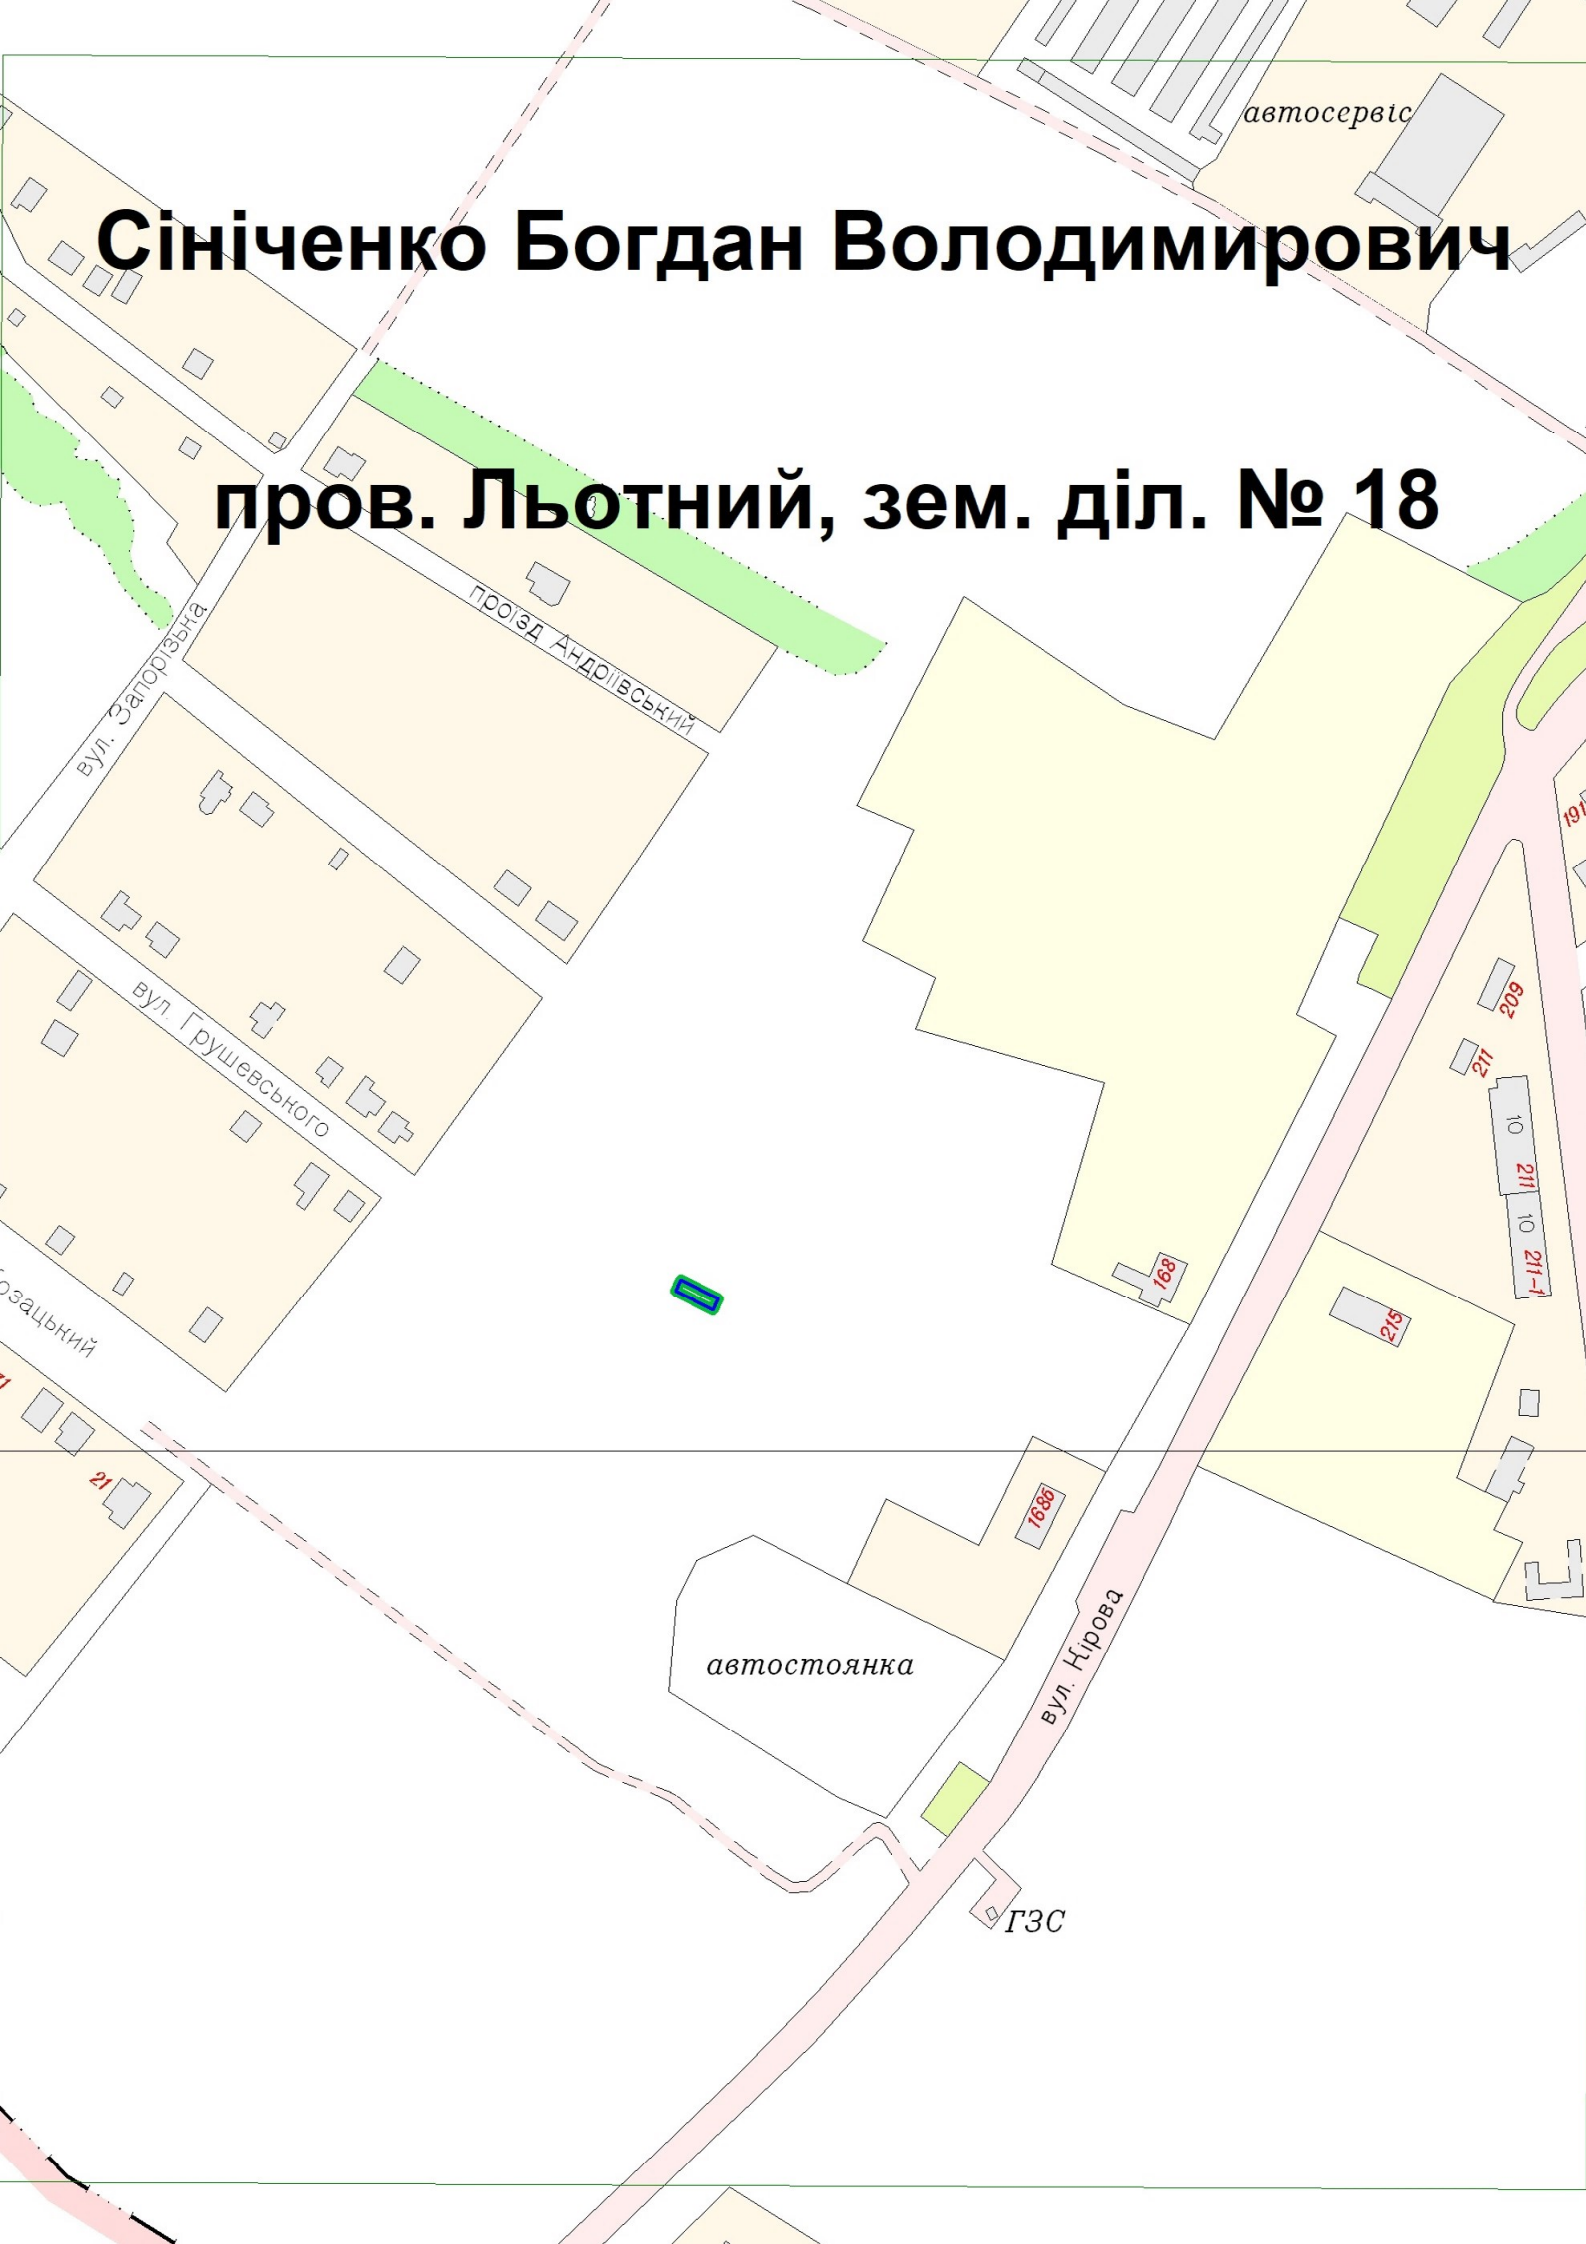 автосервіс
Сініченко Богдан Володимирович
пров. Льотний, зем. діл. № 18
проїзд Андріївський
вул. Запорізька
191
209
211
вул. Грушевського
10
211
10
211-1
168
215
озацький
21
168б
автостоянка
вул. Кірова
ГЗС